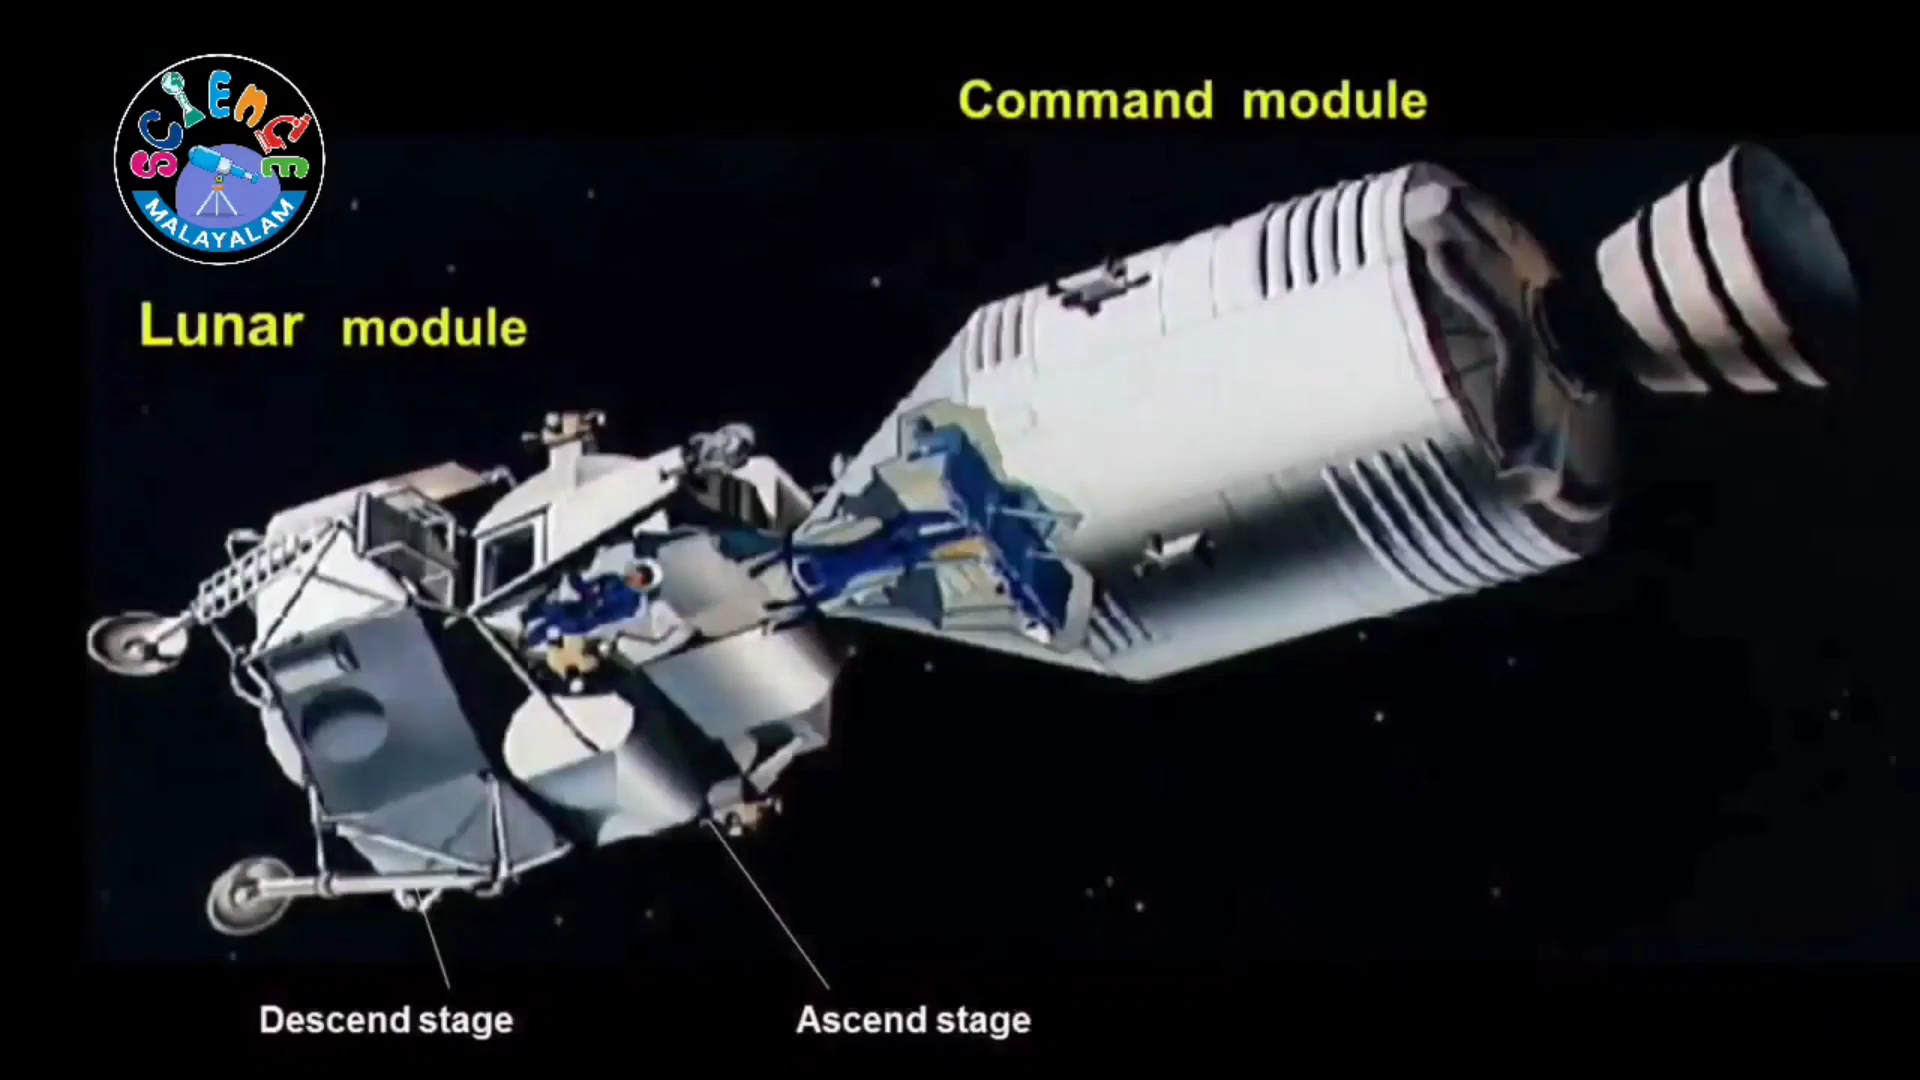 SCIENCE
MALAYALAM
Command module
Lunar module
Descend stage
Ascend stage